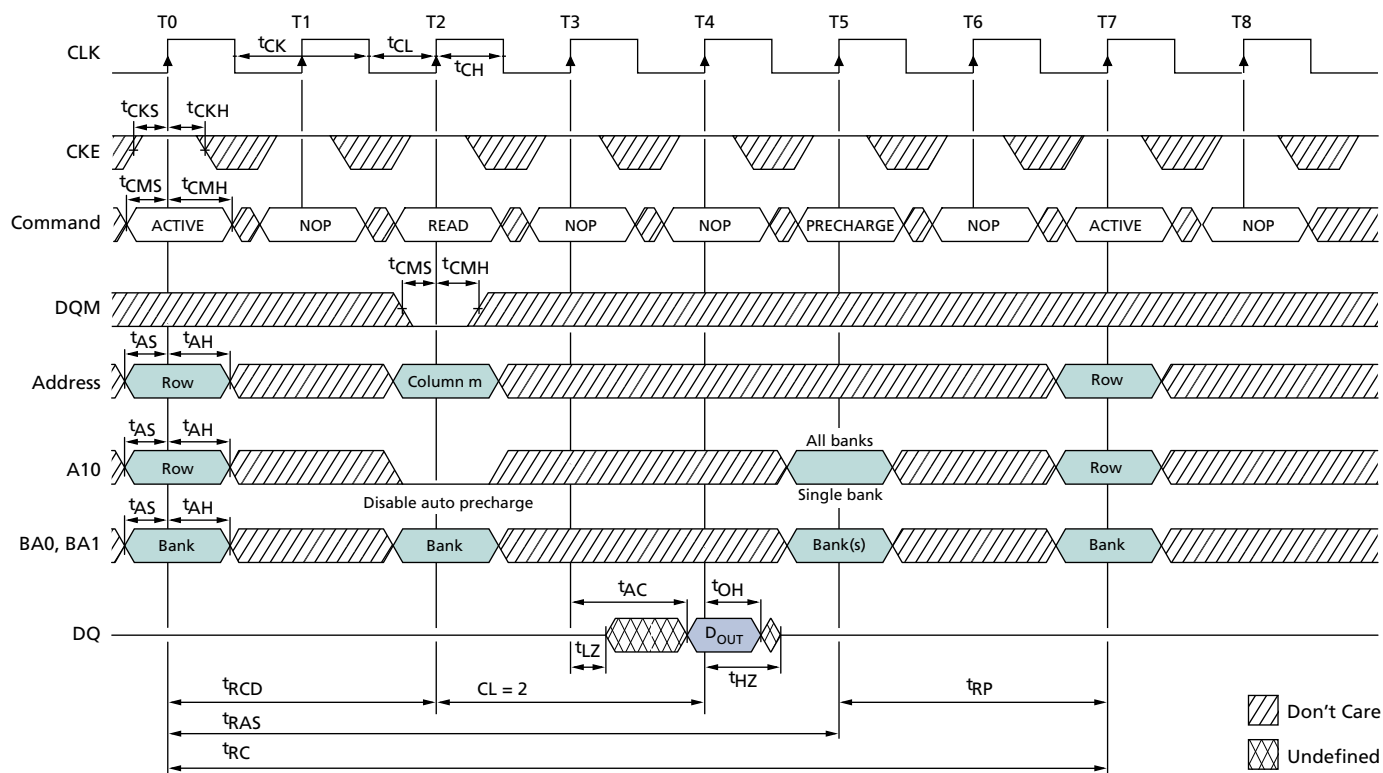 T0 T1 T2 T3 T4 T5 T6 T7 T8
CLK tCK tCL
tCH
tCKS tCKH
CKE
tCMS tCMH
Command ACTIVE NOP READ NOP NOP PRECHARGE NOP ACTIVE NOP
tCMS tCMH
DQM
tAS tAH
Address Row Column m Row
tAS tAH All banks
A10 Row Row
Disable auto precharge Single bank
tAS tAH
BA0, BA1 Bank Bank Bank(s) Bank
tAC tOH
DQ DOUT
tLZ tHZ
tRCD CL = 2 tRP
tRAS
tRC
Don't Care
Undefined